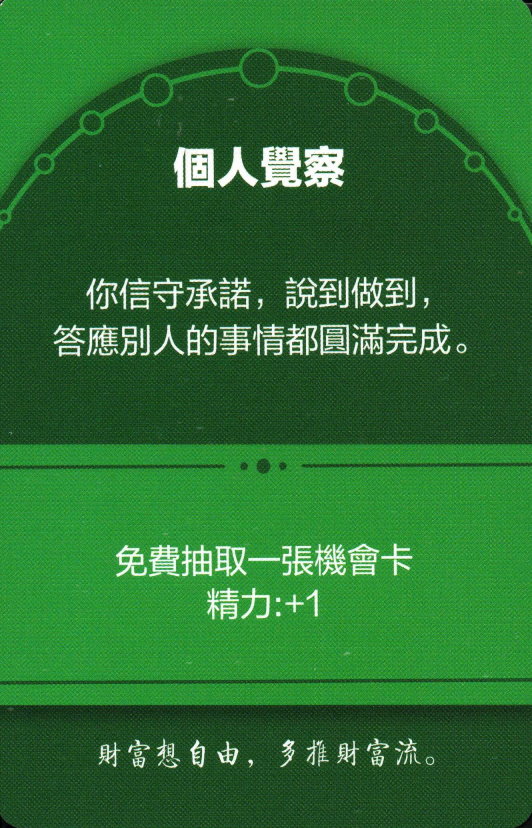 個人覺察
你信守承諾，說到做到，
答應別人的事情都圓滿完成。
免費抽取一張機會卡
精力:+1
財富想自由，多推財富流。